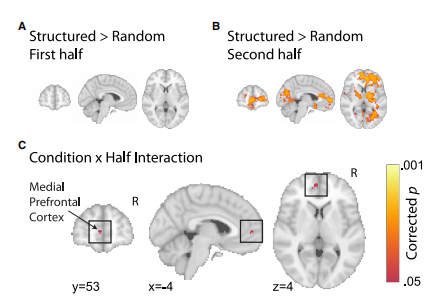 A Structured > Random
First half
B Structured > Random
Second half
C Condition x Half Interaction
Medial
Prefrontal
Cortex
R
R
y=53
x=-4
z=4
.001
Corrected p
.05